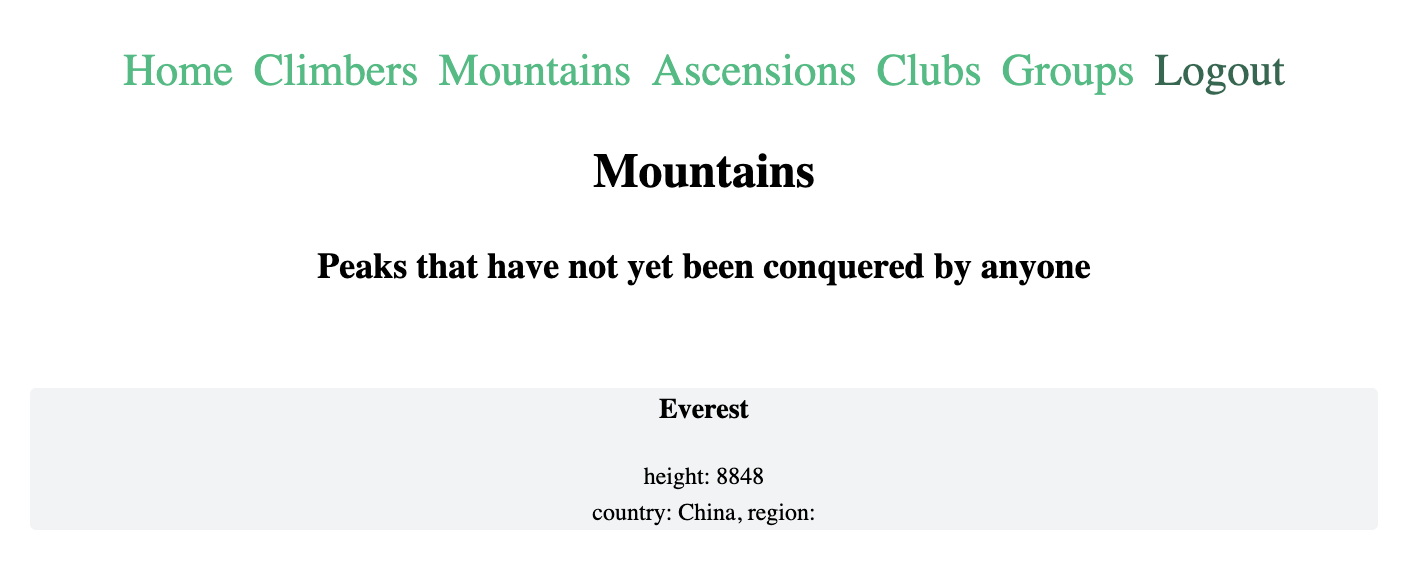 Home Climbers Mountains Ascensions Clubs Groups Logout
Mountains
Peaks that have not yet been conquered by anyone
Everest
height: 8848
country: China, region: